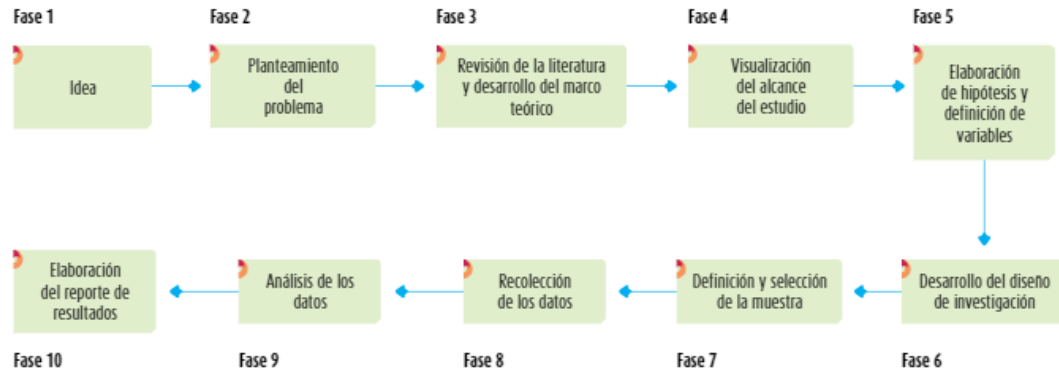 Fase 1
Idea
Fase 2
Planteamiento
del
problema
Fase 3
Revisión de la literatura
y desarrollo del marco
teórico
Fase 4
Visualización
del alcance
del estudio
Fase 5
Elaboración
de hipótesis y
definición de
variables
Desarrollo del diseño
de investigación
Fase 6
Definición y selección
de la muestra
Fase 7
Recolección
de los datos
Fase 8
Análisis de los
datos
Fase 9
Elaboración
del reporte de
resultados
Fase 10